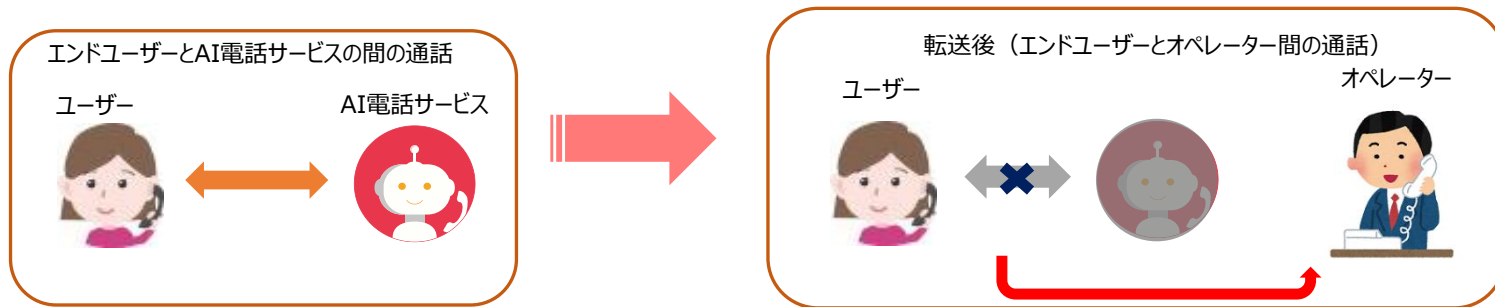 エンドユーザーとAI電話サービスの間の通話
ユーザー
AI電話サービス
転送後（エンドユーザーとオペレーター間の通話）
ユーザー
オペレーター